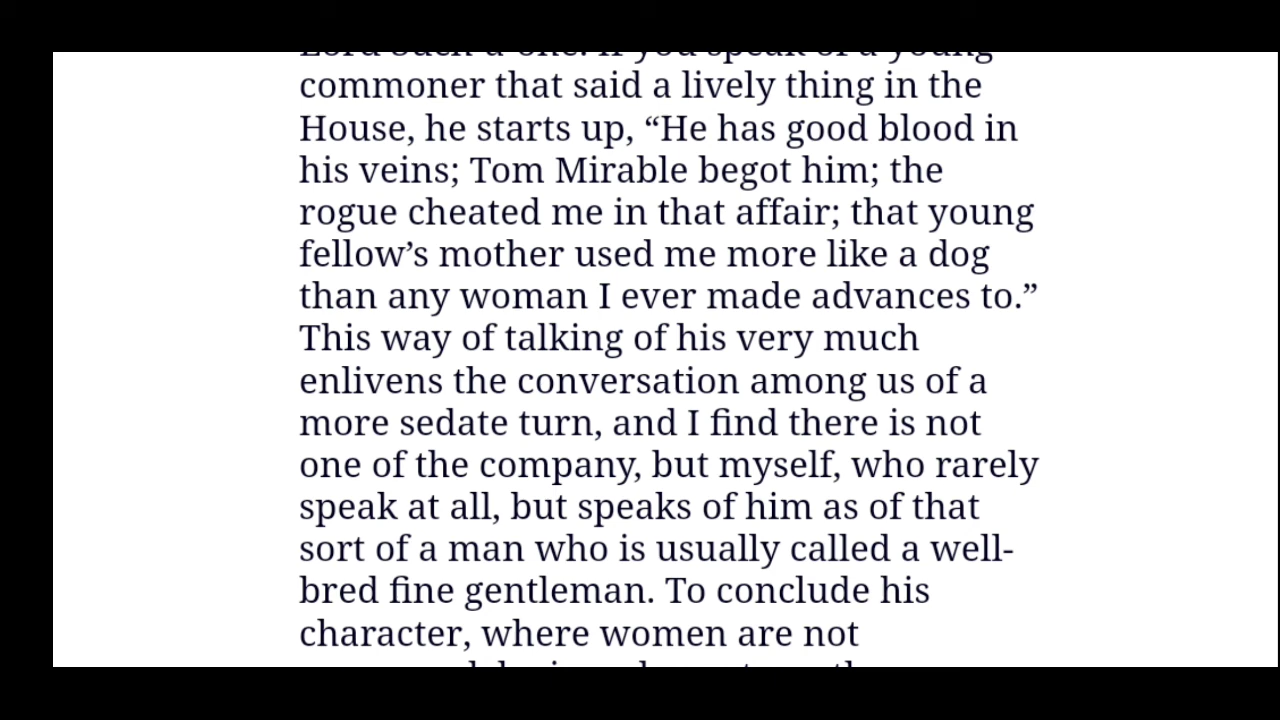 commoner that said a lively thing in the
House, he starts up, “He has good blood in
his veins; Tom Mirable begot him; the
rogue cheated me in that affair; that young
fellow’s mother used me more like a dog
than any woman I ever made advances to.”
This way of talking of his very much
enlivens the conversation among us of a
more sedate turn, and I find there is not
one of the company, but myself, who rarely
speak at all, but speaks of him as of that
sort of a man who is usually called a well-
bred fine gentleman. To conclude his
character, where women are not